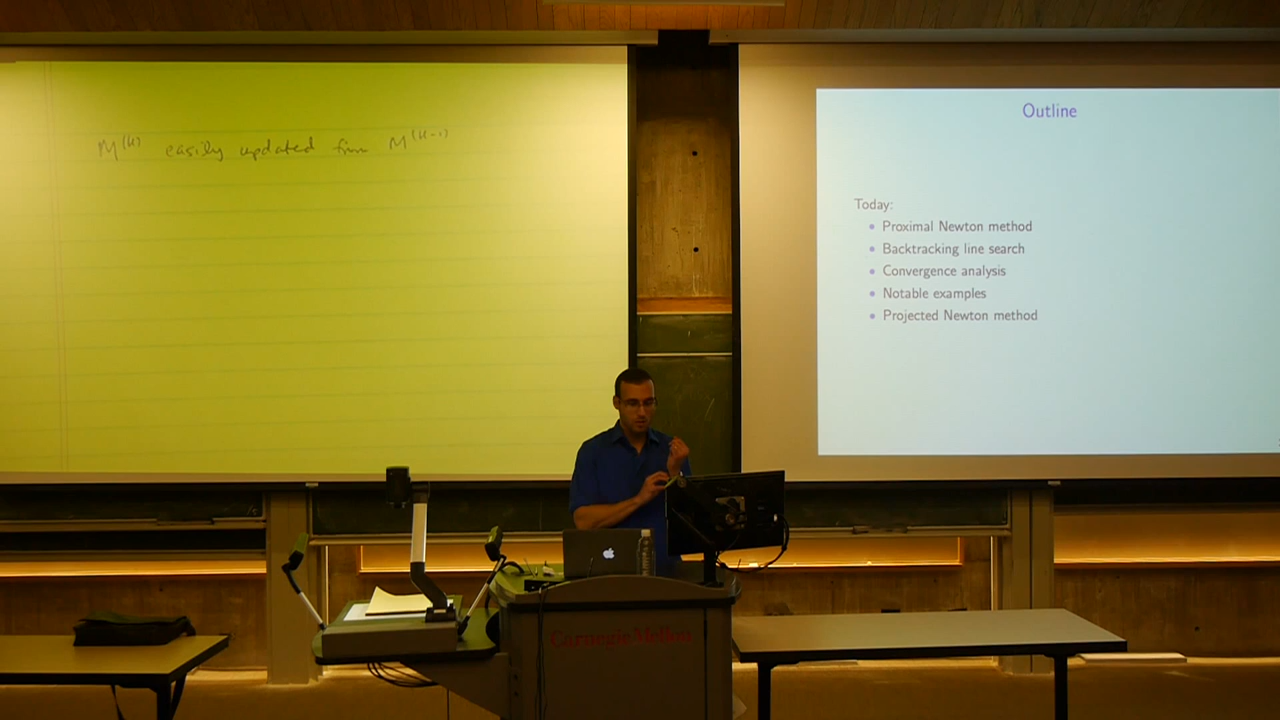 M^(k) easily updated from M^(k-1)
Outline
Today:
• Proximal Newton method
• Backtracking line search
• Convergence analysis
• Notable examples
• Projected Newton method
Carnegie Mellon